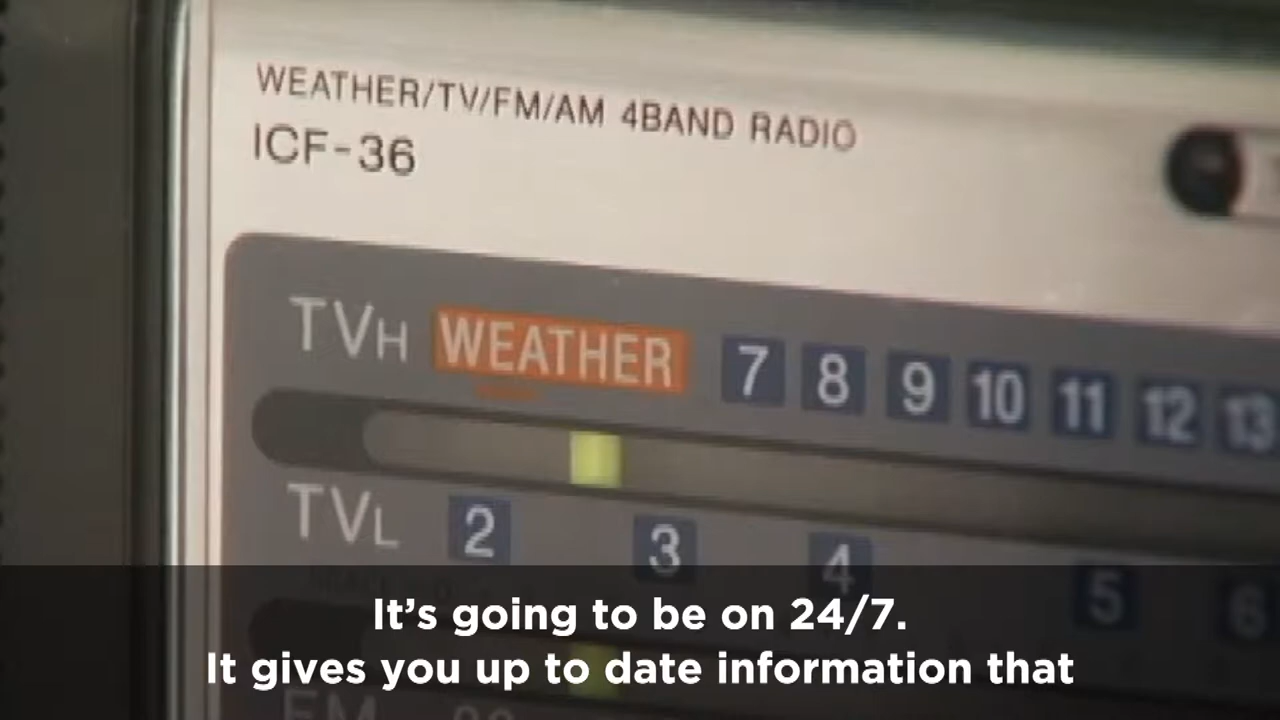 WEATHER/TV/FM/AM 4BAND RADIO
ICF-36
TVH WEATHER 7 8 9 10 11 12 13
TVL 2 3 4 5 6
FM
It's going to be on 24/7.
It gives you up to date information that